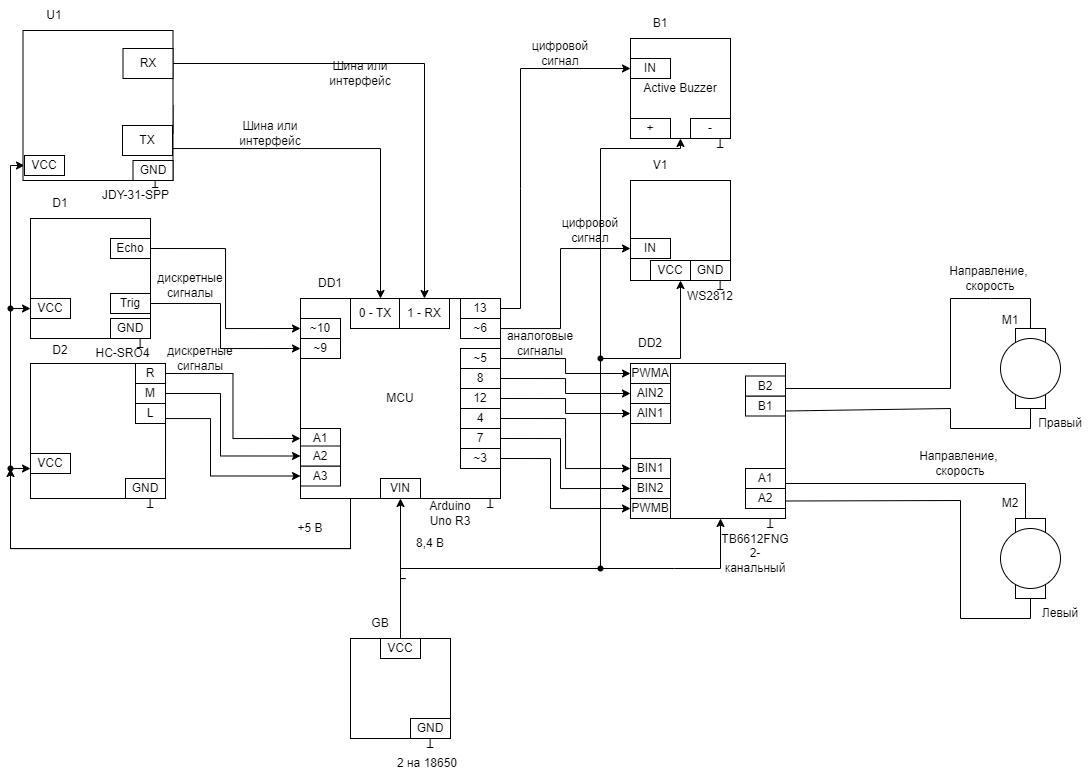 U1
RX
TX
VCC
GND
JDY-31-SPP
Шина или
интерфейс
Шина или
интерфейс
D1
Echo
Trig
VCC
GND
HC-SRO4
дискретные
сигналы
D2
R
M
L
VCC
GND
дискретные
сигналы
DD1
0 - TX
1 - RX
~10
~9
A1
A2
A3
MCU
13
~6
~5
8
12
4
7
~3
VIN
Arduino
Uno R3
+5 В
8,4 В
GB
VCC
GND
2 на 18650
B1
цифровой
сигнал
IN
Active Buzzer
+
-
V1
цифровой
сигнал
IN
VCC
GND
WS2812
аналоговые
сигналы
DD2
PWMA
AIN2
AIN1
BIN1
BIN2
PWMB
B2
B1
A1
A2
TB6612FNG
2-
канальный
Направление,
скорость
M1
Правый
Направление,
скорость
M2
Левый